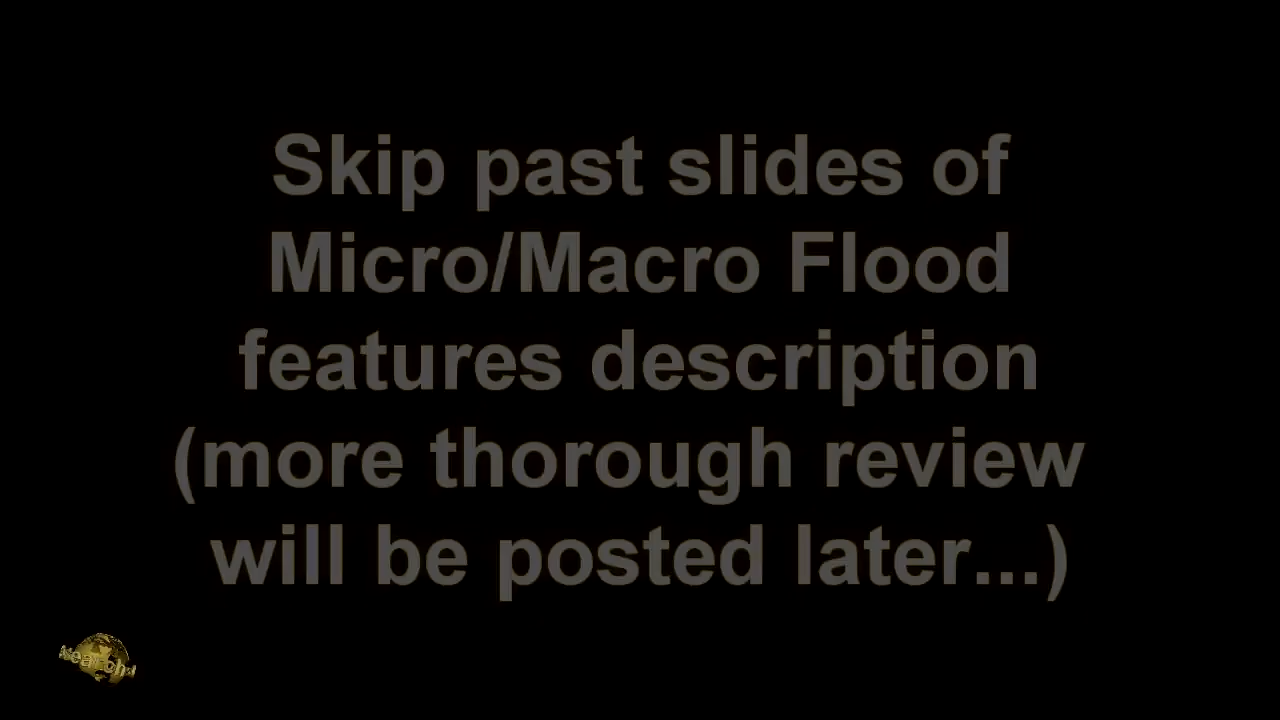 Skip past slides of
Micro/Macro Flood
features description
(more thorough review
will be posted later...)